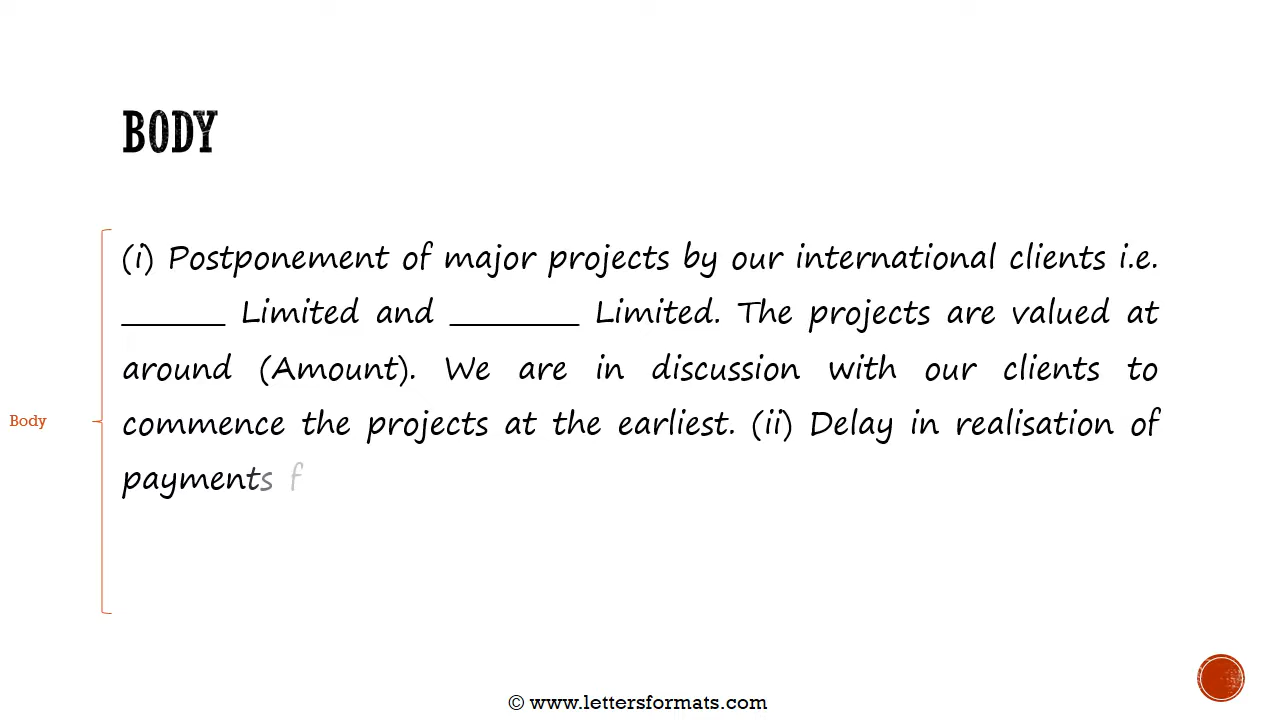 BODY
(i) Postponement of major projects by our international clients i.e.
_______ Limited and _________ Limited. The projects are valued at
around (Amount). We are in discussion with our clients to
commence the projects at the earliest. (ii) Delay in realisation of
payments f
Body
© www.lettersformats.com